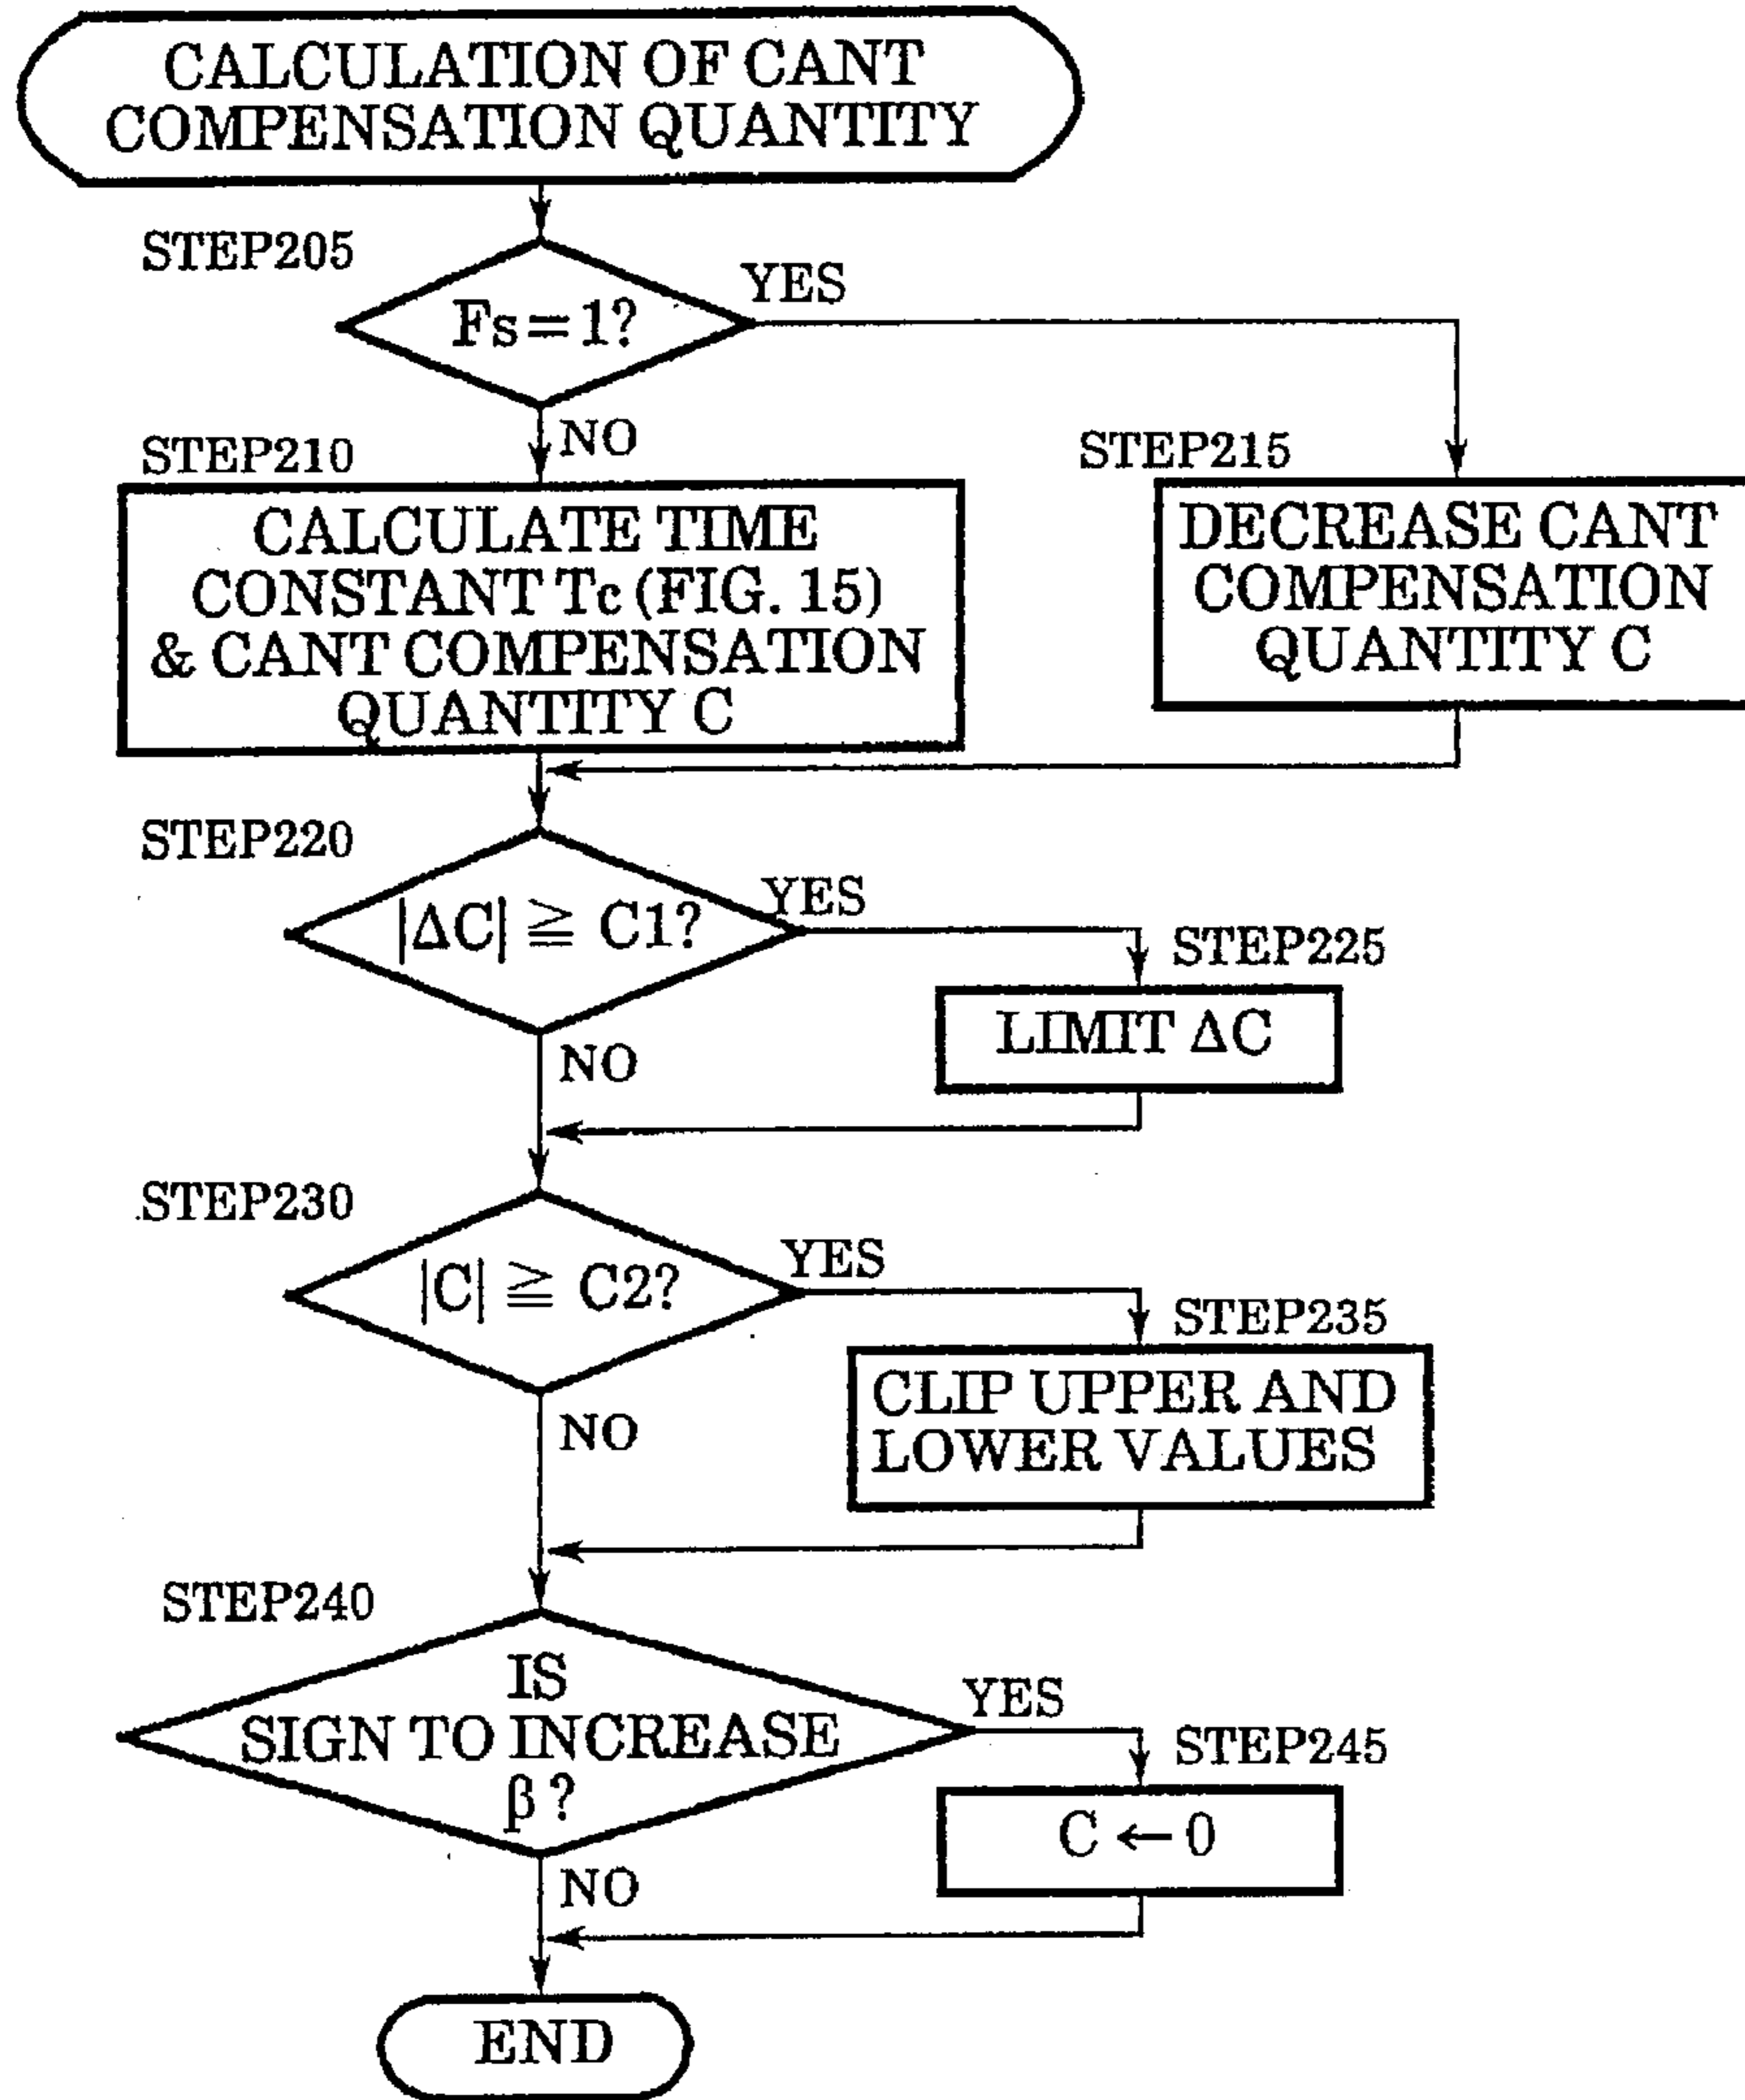 CALCULATION OF CANT
COMPENSATION QUANTITY
STEP205
Fs=1?
YES
NO
STEP210
CALCULATE TIME
CONSTANT Tc (FIG. 15)
& CANT COMPENSATION
QUANTITY C
STEP215
DECREASE CANT
COMPENSATION
QUANTITY C
STEP220
|ΔC| ≧ C1?
YES
NO
STEP225
LIMIT ΔC
STEP230
|C| ≧ C2?
YES
NO
STEP235
CLIP UPPER AND
LOWER VALUES
STEP240
IS
SIGN TO INCREASE
β?
YES
NO
STEP245
C ← 0
END